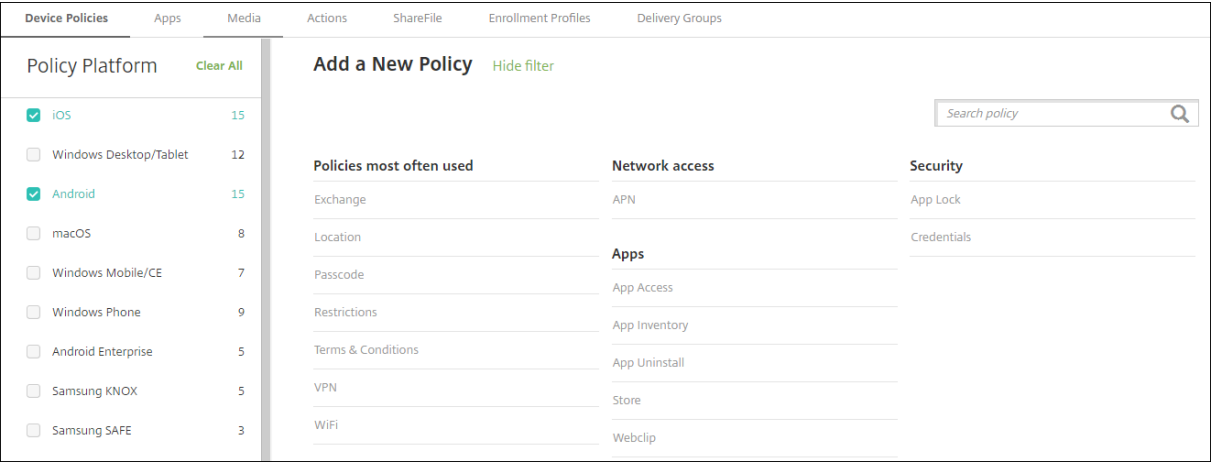 Device Policies Apps Media Actions ShareFile Enrollment Profiles Delivery Groups
Policy Platform Clear All
iOS 15
Windows Desktop/Tablet 12
Android 15
macOS 8
Windows Mobile/CE 7
Windows Phone 9
Android Enterprise 5
Samsung KNOX 5
Samsung SAFE 3
Add a New Policy Hide filter
Search policy
Policies most often used
Exchange
Location
Passcode
Restrictions
Terms & Conditions
VPN
WiFi
Network access
APN
Apps
App Access
App Inventory
App Uninstall
Store
Webclip
Security
App Lock
Credentials